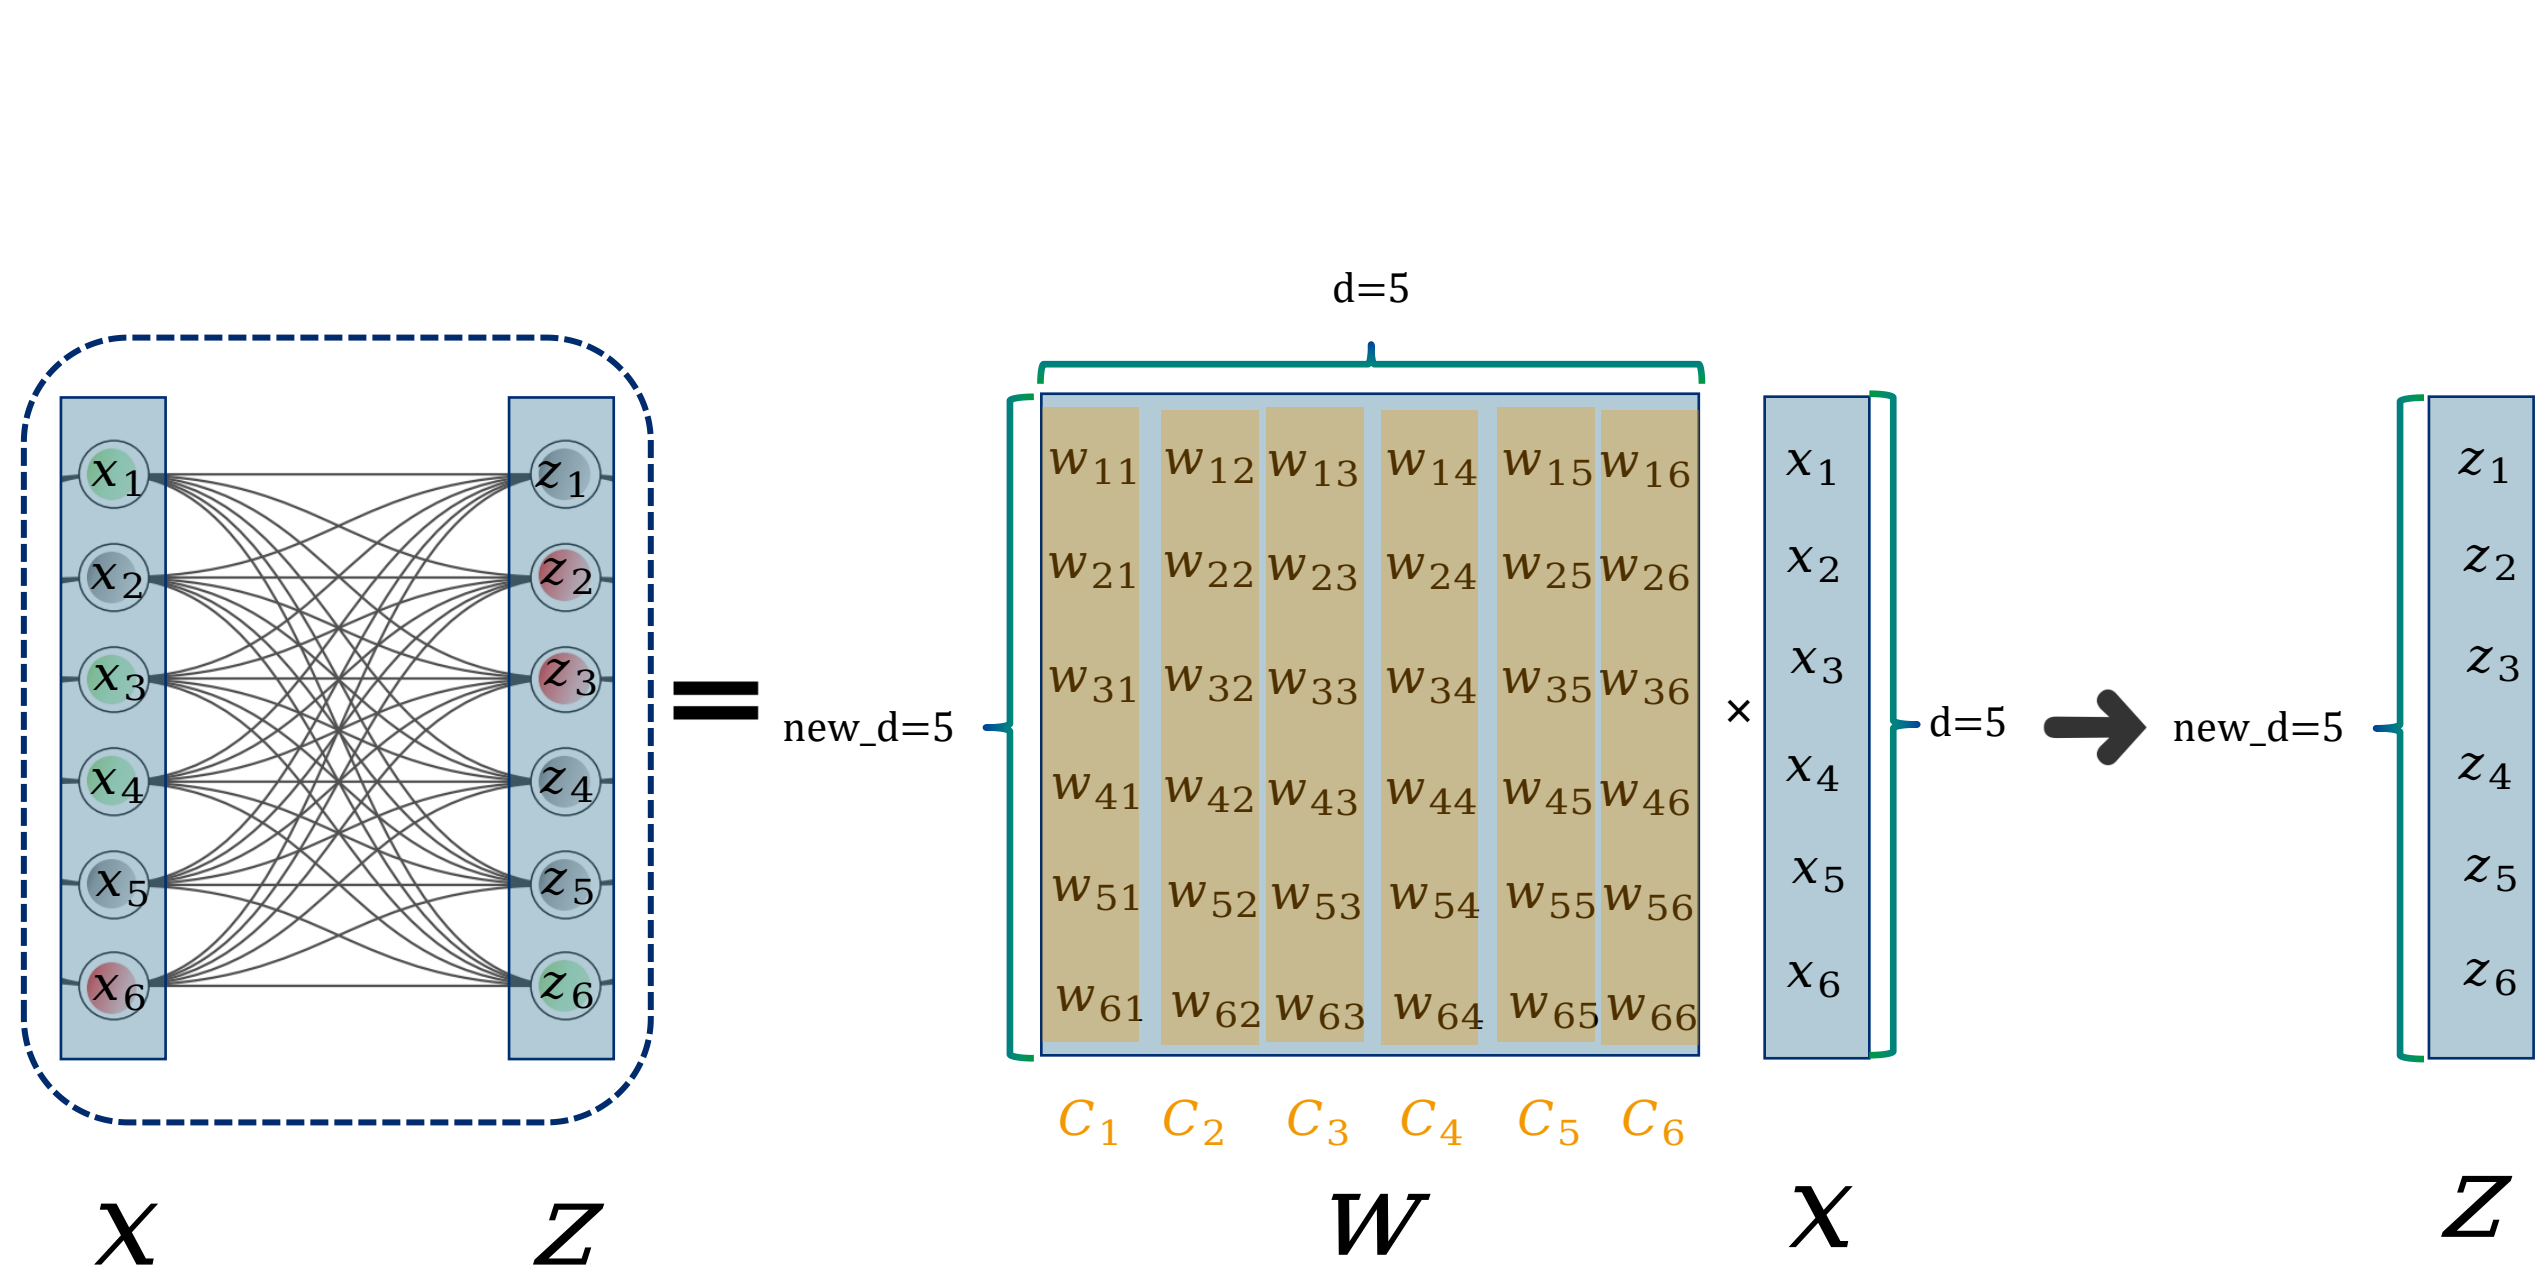 d=5
x1 z1 w11 w12 w13 w14 w15 w16 x1 z1
x2 z2 w21 w22 w23 w24 w25 w26 x2 z2
x3 z3 w31 w32 w33 w34 w35 w36 x3 z3
= new_d=5 × d=5 new_d=5
x4 z4 w41 w42 w43 w44 w45 w46 x4 z4
x5 z5 w51 w52 w53 w54 w55 w56 x5 z5
x6 z6 w61 w62 w63 w64 w65 w66 x6 z6
C1 C2 C3 C4 C5 C6
x z w x z